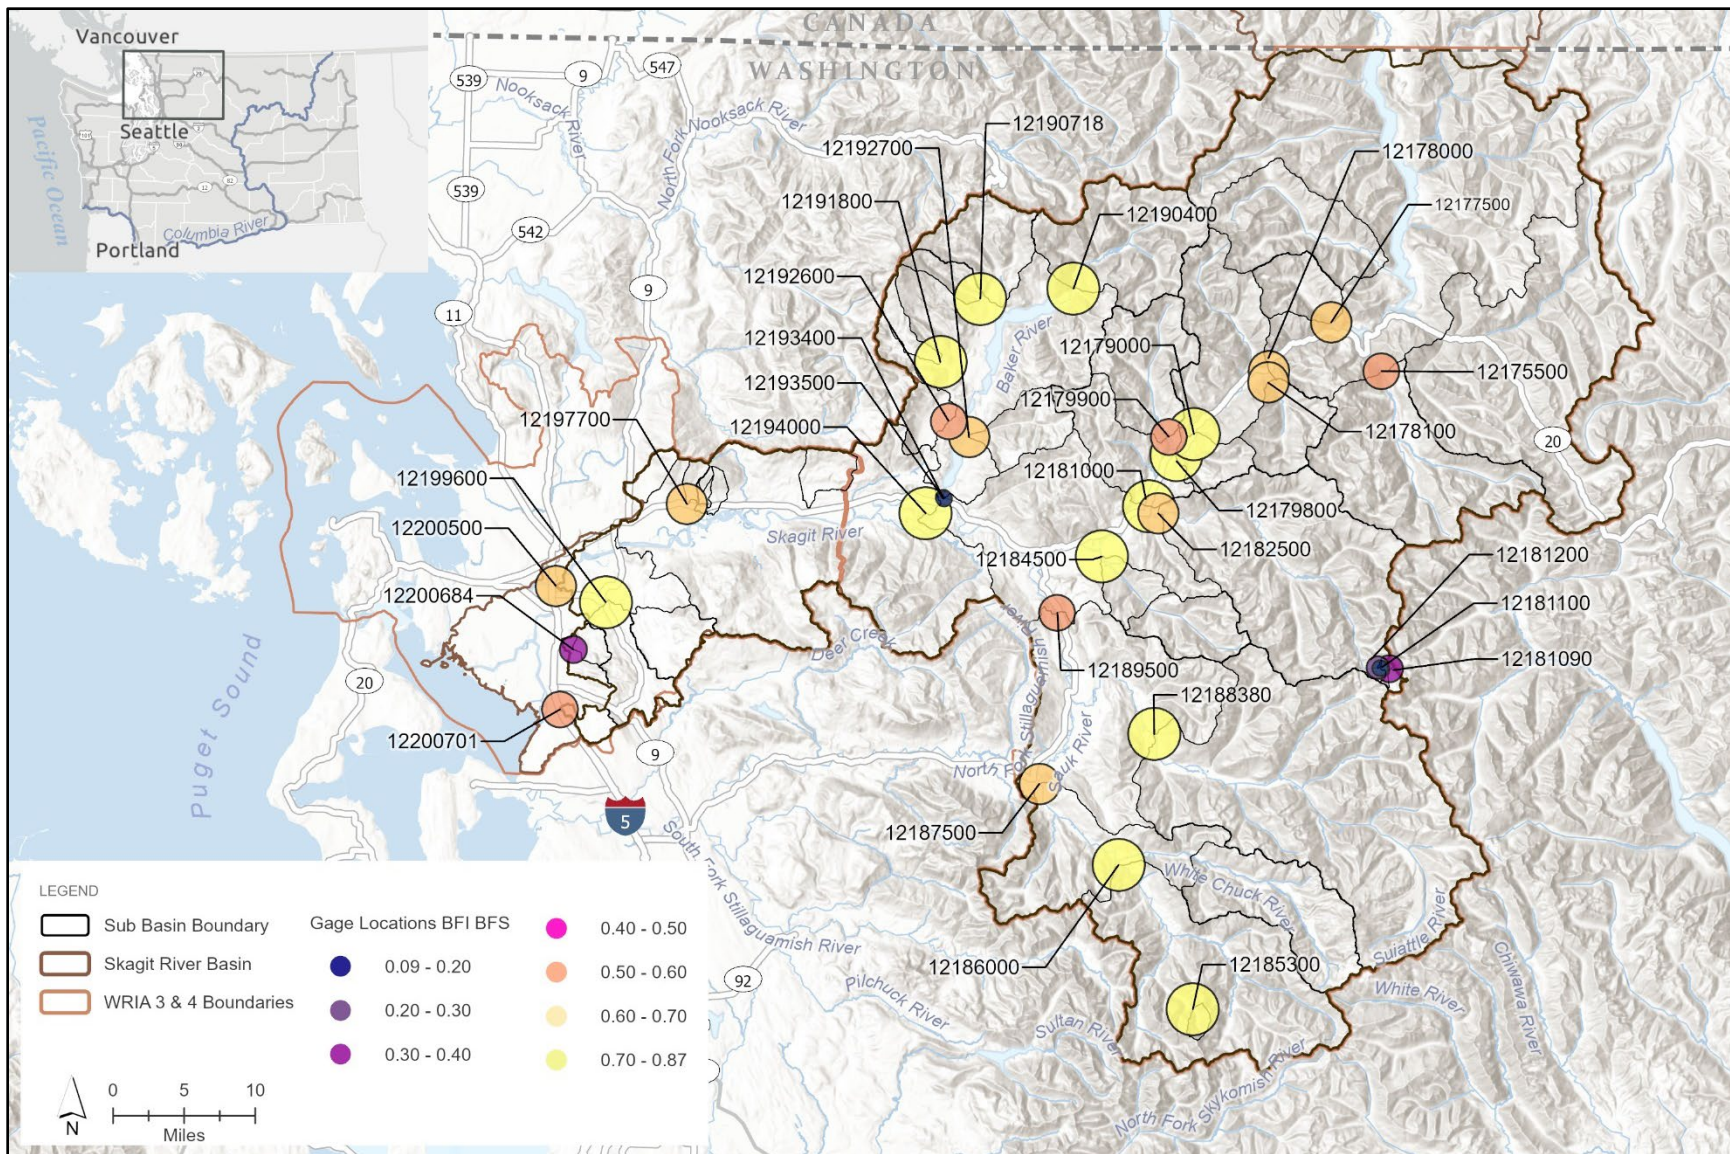 CANADA
WASHINGTON
Vancouver
Seattle
Pacific Ocean
Columbia River
Portland
539
9
547
Nooksack River
North Fork Nooksack River
539
542
11
9
12190718
12192700
12191800
12190400
12178000
12177500
12192600
12193400
12193500
12194000
Baker River
12179000
12179900
12175500
12178100
20
12197700
12199600
12200500
12200684
Skagit River
12181000
12179800
12182500
12184500
12181200
12181100
12181090
Deer Creek
12189500
12188380
20
Puget Sound
12200701
9
5
North Fork Stillaguamish
Sauk River
12187500
South Fork Stillaguamish River
White Chuck River
12186000
12185300
Suiattle River
Chiwawa River
White River
92
Pilchuck River
Sultan River
North Fork Skykomish River
LEGEND
Sub Basin Boundary
Skagit River Basin
WRIA 3 & 4 Boundaries
Gage Locations BFI BFS
0.09 - 0.20
0.20 - 0.30
0.30 - 0.40
0.40 - 0.50
0.50 - 0.60
0.60 - 0.70
0.70 - 0.87
N
0 5 10
Miles